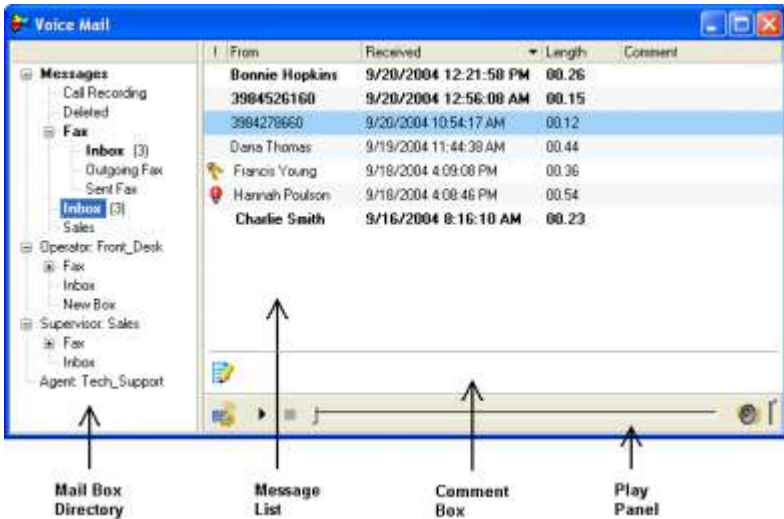 Voice Mail
! From Received Length Comment
Messages
Call Recording
Deleted
Fax
Inbox (3)
Outgoing Fax
Sent Fax
Inbox (3)
Sales
Operator: Front_Desk
Fax
Inbox
New Box
Supervisor: Sales
Fax
Inbox
Agent: Tech_Support
Bonnie Hopkins 9/20/2004 12:21:58 PM 00.26
3984526160 9/20/2004 12:56:08 AM 00.15
3984278660 9/20/2004 10:54:17 AM 00.12
Dana Thomas 9/19/2004 11:44:38 AM 00.44
Francis Young 9/18/2004 4:09:08 PM 00.36
Hannah Poulson 9/18/2004 4:08:46 PM 00.54
Charlie Smith 9/16/2004 8:16:10 AM 00.23
Mail Box Directory
Message List
Comment Box
Play Panel